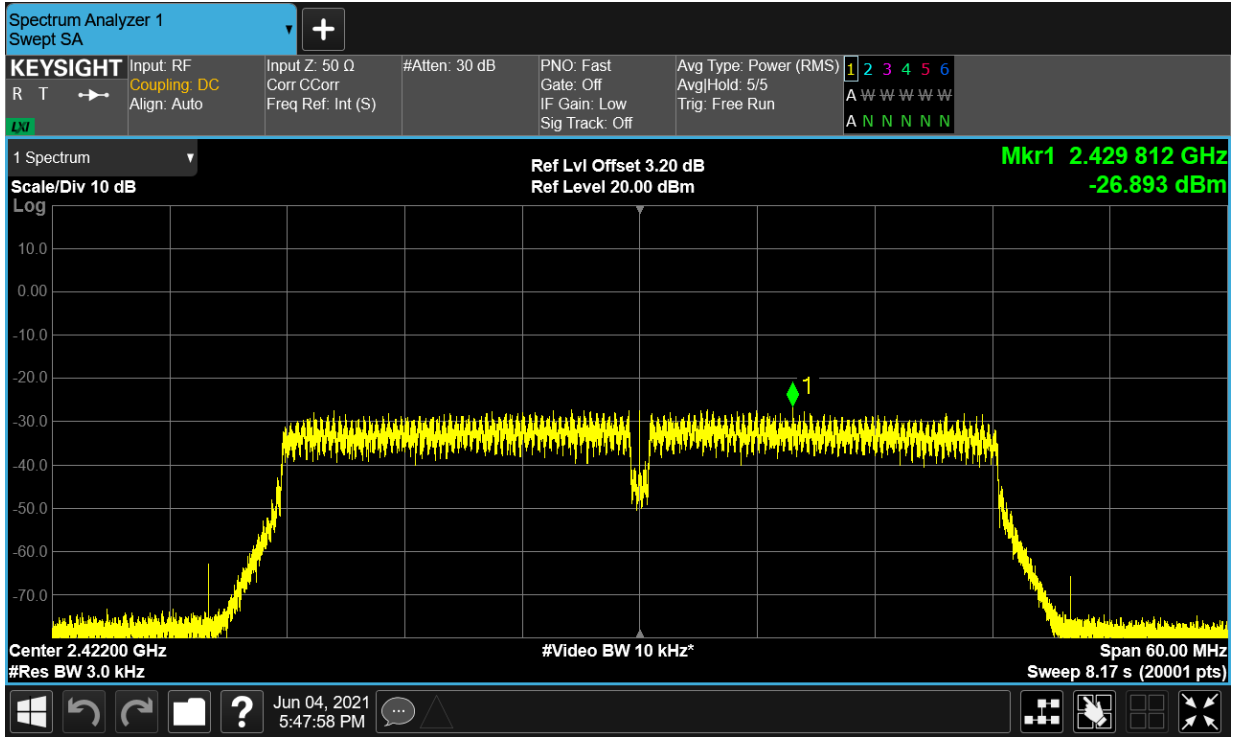 Spectrum Analyzer 1
Swept SA
KEYSIGHT
R T
LXI
Input: RF
Coupling: DC
Align: Auto
Input Z: 50 Ω
Corr CCorr
Freq Ref: Int (S)
#Atten: 30 dB
PNO: Fast
Gate: Off
IF Gain: Low
Sig Track: Off
Avg Type: Power (RMS)
Avg|Hold: 5/5
Trig: Free Run
1 2 3 4 5 6
A W W W W W
A N N N N N
1 Spectrum
Scale/Div 10 dB
Log
Ref Lvl Offset 3.20 dB
Ref Level 20.00 dBm
Mkr1 2.429 812 GHz
-26.893 dBm
10.0
0.00
-10.0
-20.0
1
-30.0
-40.0
-50.0
-60.0
-70.0
Center 2.42200 GHz
#Res BW 3.0 kHz
#Video BW 10 kHz*
Span 60.00 MHz
Sweep 8.17 s (20001 pts)
?
Jun 04, 2021
5:47:58 PM